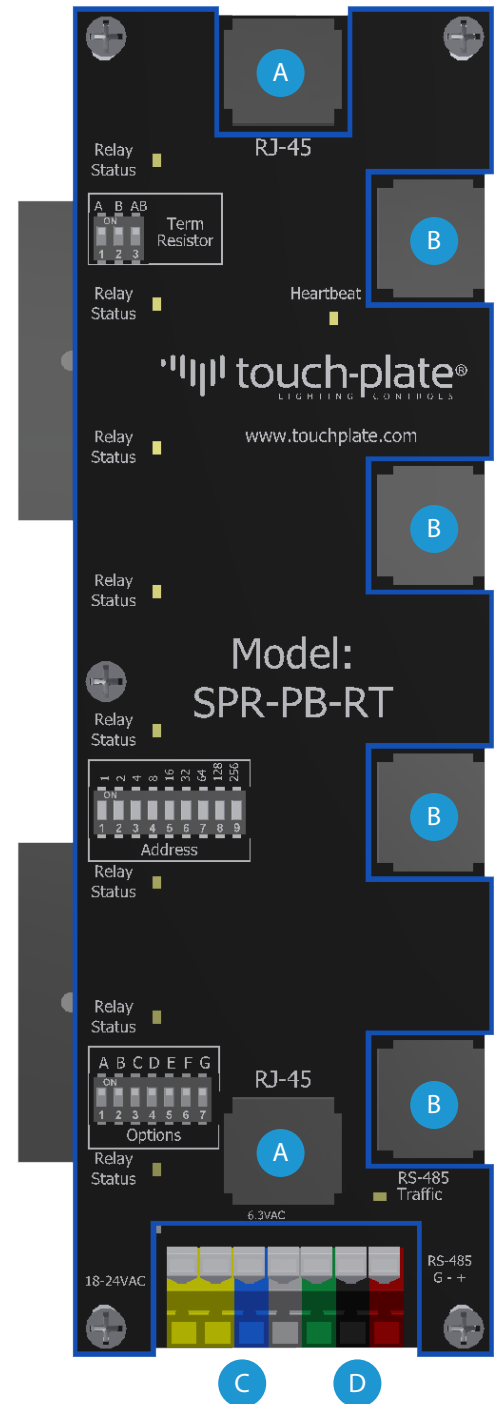 A
RJ-45
Relay
Status
A B AB
ON
1 2 3
Term
Resistor
B
Relay
Status
Heartbeat
touch-plate®
LIGHTING CONTROLS
www.touchplate.com
Relay
Status
B
Relay
Status
Model:
SPR-PB-RT
Relay
Status
1 2 4 8 16 32 64 128 256
ON
1 2 3 4 5 6 7 8 9
Address
B
Relay
Status
Relay
Status
A B C D E F G
ON
1 2 3 4 5 6 7
Options
RJ-45
A
B
Relay
Status
RS-485
Traffic
6.3VAC
18-24VAC
RS-485
G - +
C
D